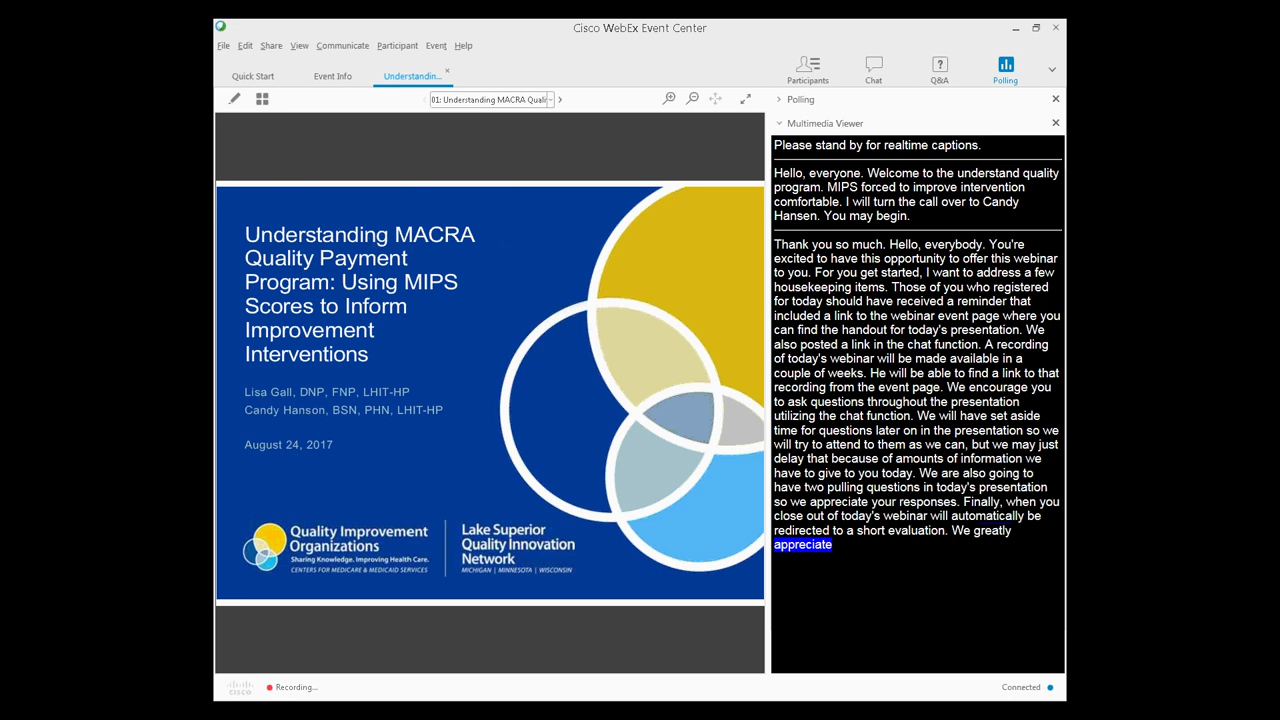 Cisco WebEx Event Center
File Edit Share View Communicate Participant Event Help
Quick Start Event Info Understandin...
Participants Chat Q&A Polling
01: Understanding MACRA Quali
Polling
Multimedia Viewer
Understanding MACRA
Quality Payment
Program: Using MIPS
Scores to Inform
Improvement
Interventions
Lisa Gall, DNP, FNP, LHIT-HP
Candy Hanson, BSN, PHN, LHIT-HP
August 24, 2017
Quality Improvement
Organizations
Sharing Knowledge. Improving Health Care.
CENTERS FOR MEDICARE & MEDICAID SERVICES
Lake Superior
Quality Innovation
Network
MICHIGAN | MINNESOTA | WISCONSIN
Please stand by for realtime captions.
Hello, everyone. Welcome to the understand quality
program. MIPS forced to improve intervention
comfortable. I will turn the call over to Candy
Hansen. You may begin.
Thank you so much. Hello, everybody. You're
excited to have this opportunity to offer this webinar
to you. For you get started, I want to address a few
housekeeping items. Those of you who registered
for today should have received a reminder that
included a link to the webinar event page where you
can find the handout for today's presentation. We
also posted a link in the chat function. A recording
of today's webinar will be made available in a
couple of weeks. He will be able to find a link to that
recording from the event page. We encourage you
to ask questions throughout the presentation
utilizing the chat function. We will have set aside
time for questions later on in the presentation so we
will try to attend to them as we can, but we may just
delay that because of amounts of information we
have to give to you today. We are also going to
have two pulling questions in today's presentation
so we appreciate your responses. Finally, when you
close out of today's webinar will automatically be
redirected to a short evaluation. We greatly
appreciate
cisco
Recording...
Connected